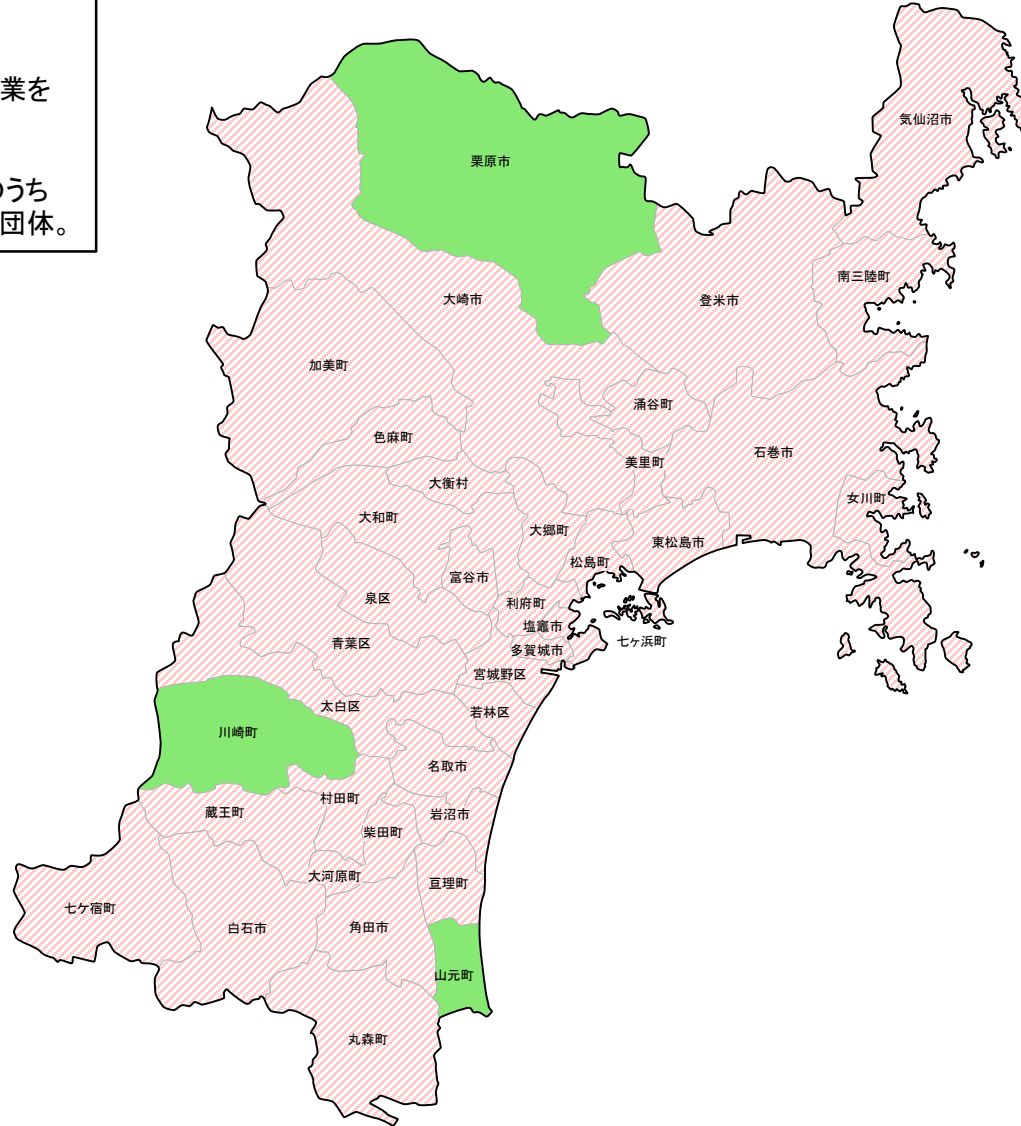 業を
のうち
団体。
気仙沼市
栗原市
南三陸町
大崎市
登米市
加美町
涌谷町
色麻町
石巻市
美里町
大衡村
女川町
大和町
大郷町
東松島市
松島町
富谷市
泉区
利府町
塩竈市
七ヶ浜町
青葉区
多賀城市
宮城野区
太白区
若林区
川崎町
名取市
村田町
蔵王町
岩沼市
柴田町
大河原町
亘理町
七ケ宿町
白石市
角田市
山元町
丸森町